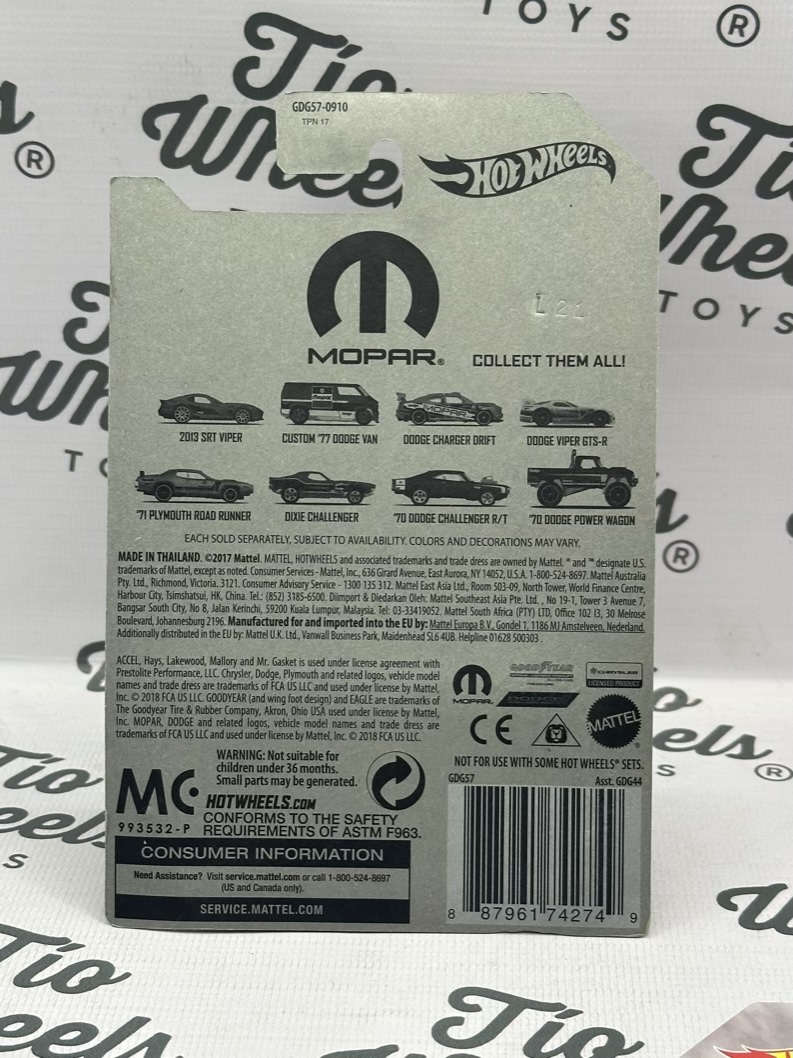 TOYS ®
GDG57-0910
TPN 17
HOT WHEELS
Tio
Wheels
®
L 21
MOPAR®
COLLECT THEM ALL!
2013 SRT VIPER
CUSTOM '77 DODGE VAN
DODGE CHARGER DRIFT
DODGE VIPER GTS-R
'71 PLYMOUTH ROAD RUNNER
DIXIE CHALLENGER
'70 DODGE CHALLENGER R/T
'70 DODGE POWER WAGON
EACH SOLD SEPARATELY, SUBJECT TO AVAILABILITY. COLORS AND DECORATIONS MAY VARY.
MADE IN THAILAND. ©2017 Mattel. MATTEL, HOTWHEELS and associated trademarks and trade dress are owned by Mattel. ® and ™ designate U.S.
trademarks of Mattel, except as noted. Consumer Services - Mattel, Inc., 636 Girard Avenue, East Aurora, NY 14052, U.S.A. 1-800-524-8697. Mattel Australia
Pty. Ltd., Richmond, Victoria. 3121. Consumer Advisory Service - 1300 135 312. Mattel East Asia Ltd., Room 503-09, North Tower, World Finance Centre,
Harbour City, Tsimshatsui, HK, China. Tel.: (852) 3185-6500. Diimport & Diedarkan Oleh: Mattel Southeast Asia Pte. Ltd. , No 19-1, Tower 3 Avenue 7,
Bangsar South City, No 8, Jalan Kerinchi, 59200 Kuala Lumpur, Malaysia. Tel: 03-33419052. Mattel South Africa (PTY) LTD, Office 102 I3, 30 Melrose
Boulevard, Johannesburg 2196. Manufactured for and imported into the EU by: Mattel Europa B.V., Gondel 1, 1186 MJ Amstelveen, Nederland.
Additionally distributed in the EU by: Mattel U.K. Ltd., Vanwall Business Park, Maidenhead SL6 4UB. Helpline 01628 500303 .
ACCEL, Hays, Lakewood, Mallory and Mr. Gasket is used under license agreement with
Prestolite Performance, LLC. Chrysler, Dodge, Plymouth and related logos, vehicle model
names and trade dress are trademarks of FCA US LLC and used under license by Mattel,
Inc. © 2018 FCA US LLC. GOODYEAR (and wing foot design) and EAGLE are trademarks of
The Goodyear Tire & Rubber Company, Akron, Ohio USA used under license by Mattel,
Inc. MOPAR, DODGE and related logos, vehicle model names and trade dress are
trademarks of FCA US LLC and used under license by Mattel, Inc. © 2018 FCA US LLC.
GOODYEAR
CHRYSLER
LICENSED PRODUCT
MOPAR
DODGE
CE
MATTEL
WARNING: Not suitable for
children under 36 months.
Small parts may be generated.
NOT FOR USE WITH SOME HOT WHEELS® SETS.
GDG57 Asst. GDG44
MC
HOTWHEELS.COM
993532-P
CONFORMS TO THE SAFETY
REQUIREMENTS OF ASTM F963.
CONSUMER INFORMATION
Need Assistance? Visit service.mattel.com or call 1-800-524-8697
(US and Canada only).
SERVICE.MATTEL.COM
8 87961 74274 9
Tio
Wheels